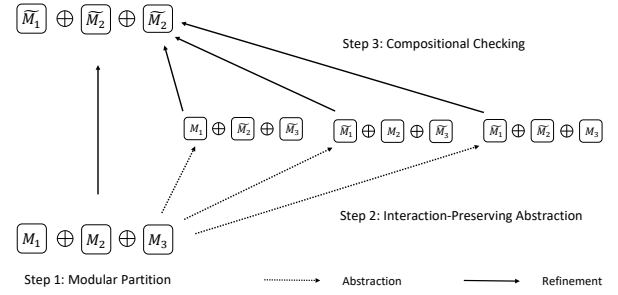 M̃₁ ⊕ M̃₂ ⊕ M̃₂
Step 3: Compositional Checking
M₁ ⊕ M̃₂ ⊕ M̃₃ M̃₁ ⊕ M₂ ⊕ M̃₃ M̃₁ ⊕ M̃₂ ⊕ M₃
Step 2: Interaction-Preserving Abstraction
M₁ ⊕ M₂ ⊕ M₃
Step 1: Modular Partition Abstraction Refinement